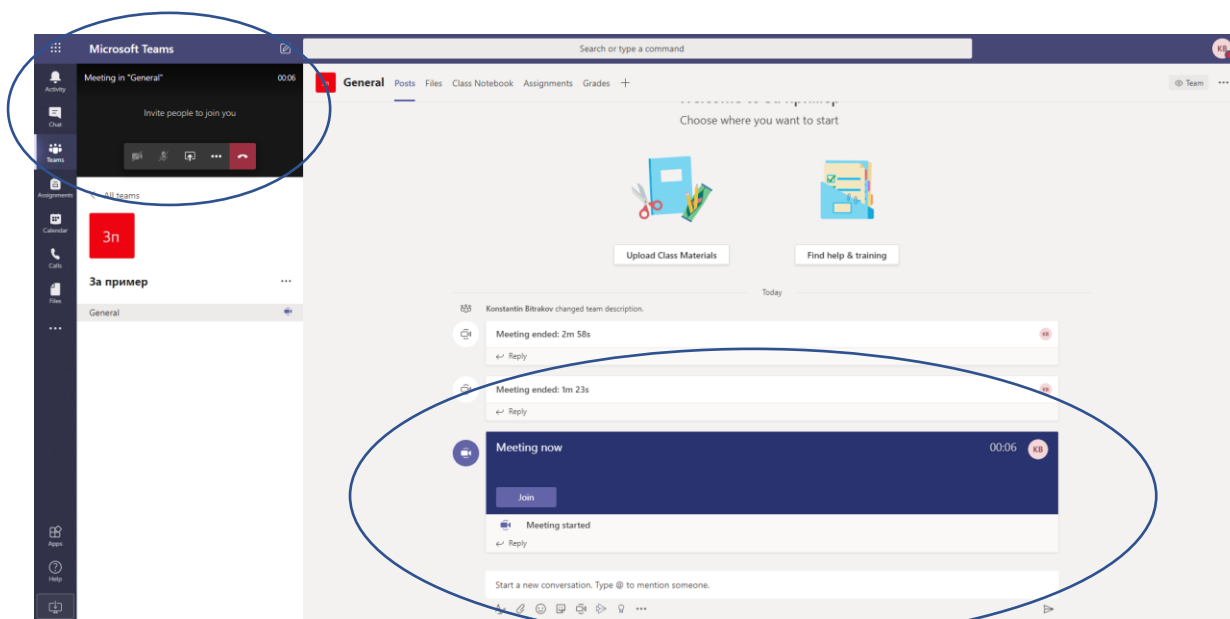 Microsoft Teams
Search or type a command
KB
Activity
Chat
Teams
Assignments
Calendar
Calls
Files
Apps
Help
Meeting in "General"
00:06
Invite people to join you
All teams
Зп
За пример
General
General
Posts
Files
Class Notebook
Assignments
Grades
Team
Choose where you want to start
Upload Class Materials
Find help & training
Today
Konstantin Bitrakov changed team description.
Meeting ended: 2m 58s
KB
Reply
Meeting ended: 1m 23s
KB
Reply
Meeting now
00:06
KB
Join
Meeting started
Reply
Start a new conversation. Type @ to mention someone.